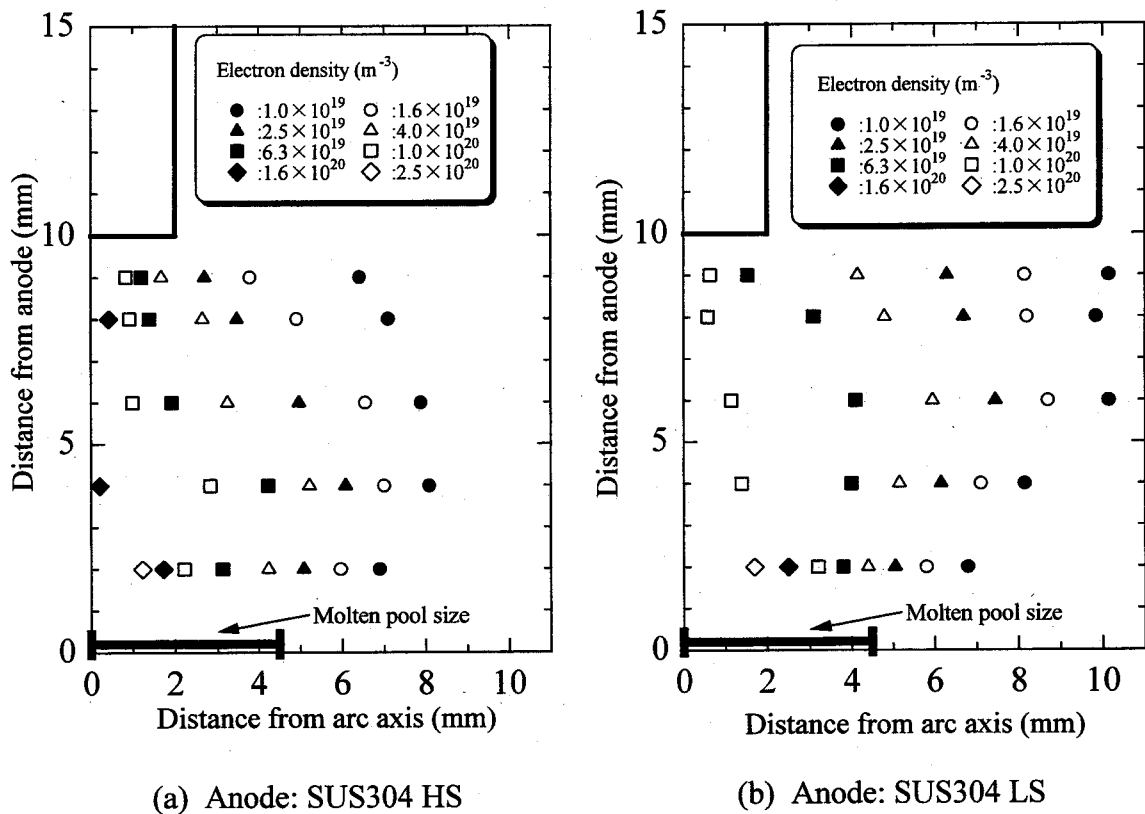 15
Electron density (m⁻³)
●:1.0×10¹⁹ ○:1.6×10¹⁹
▲:2.5×10¹⁹ △:4.0×10¹⁹
■:6.3×10¹⁹ □:1.0×10²⁰
◆:1.6×10²⁰ ◇:2.5×10²⁰
10
5
0
Distance from anode (mm)
Molten pool size
0 2 4 6 8 10
Distance from arc axis (mm)
(a) Anode: SUS304 HS
15
Electron density (m⁻³)
●:1.0×10¹⁹ ○:1.6×10¹⁹
▲:2.5×10¹⁹ △:4.0×10¹⁹
■:6.3×10¹⁹ □:1.0×10²⁰
◆:1.6×10²⁰ ◇:2.5×10²⁰
10
5
0
Distance from anode (mm)
Molten pool size
0 2 4 6 8 10
Distance from arc axis (mm)
(b) Anode: SUS304 LS